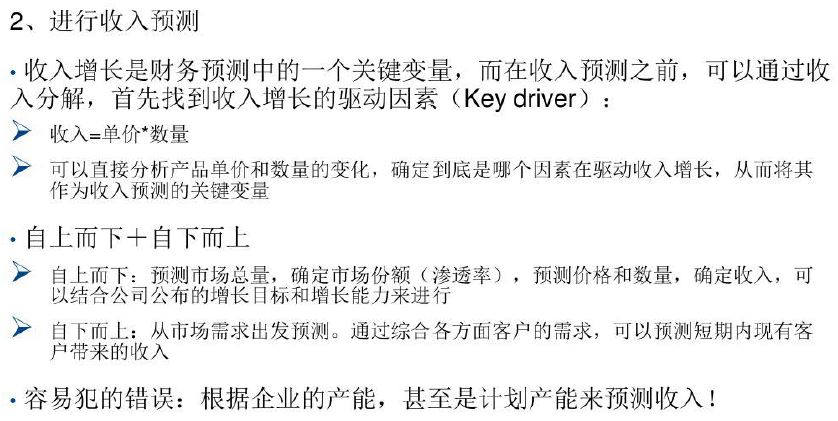 2、进行收入预测
• 收入增长是财务预测中的一个关键变量，而在收入预测之前，可以通过收
入分解，首先找到收入增长的驱动因素（Key driver）：
➢ 收入=单价*数量
➢ 可以直接分析产品单价和数量的变化，确定到底是哪个因素在驱动收入增长，从而将其
作为收入预测的关键变量
• 自上而下＋自下而上
➢ 自上而下：预测市场总量，确定市场份额（渗透率），预测价格和数量，确定收入，可
以结合公司公布的增长目标和增长能力来进行
➢ 自下而上：从市场需求出发预测。通过综合各方面客户的需求，可以预测短期内现有客
户带来的收入
• 容易犯的错误：根据企业的产能，甚至是计划产能来预测收入！